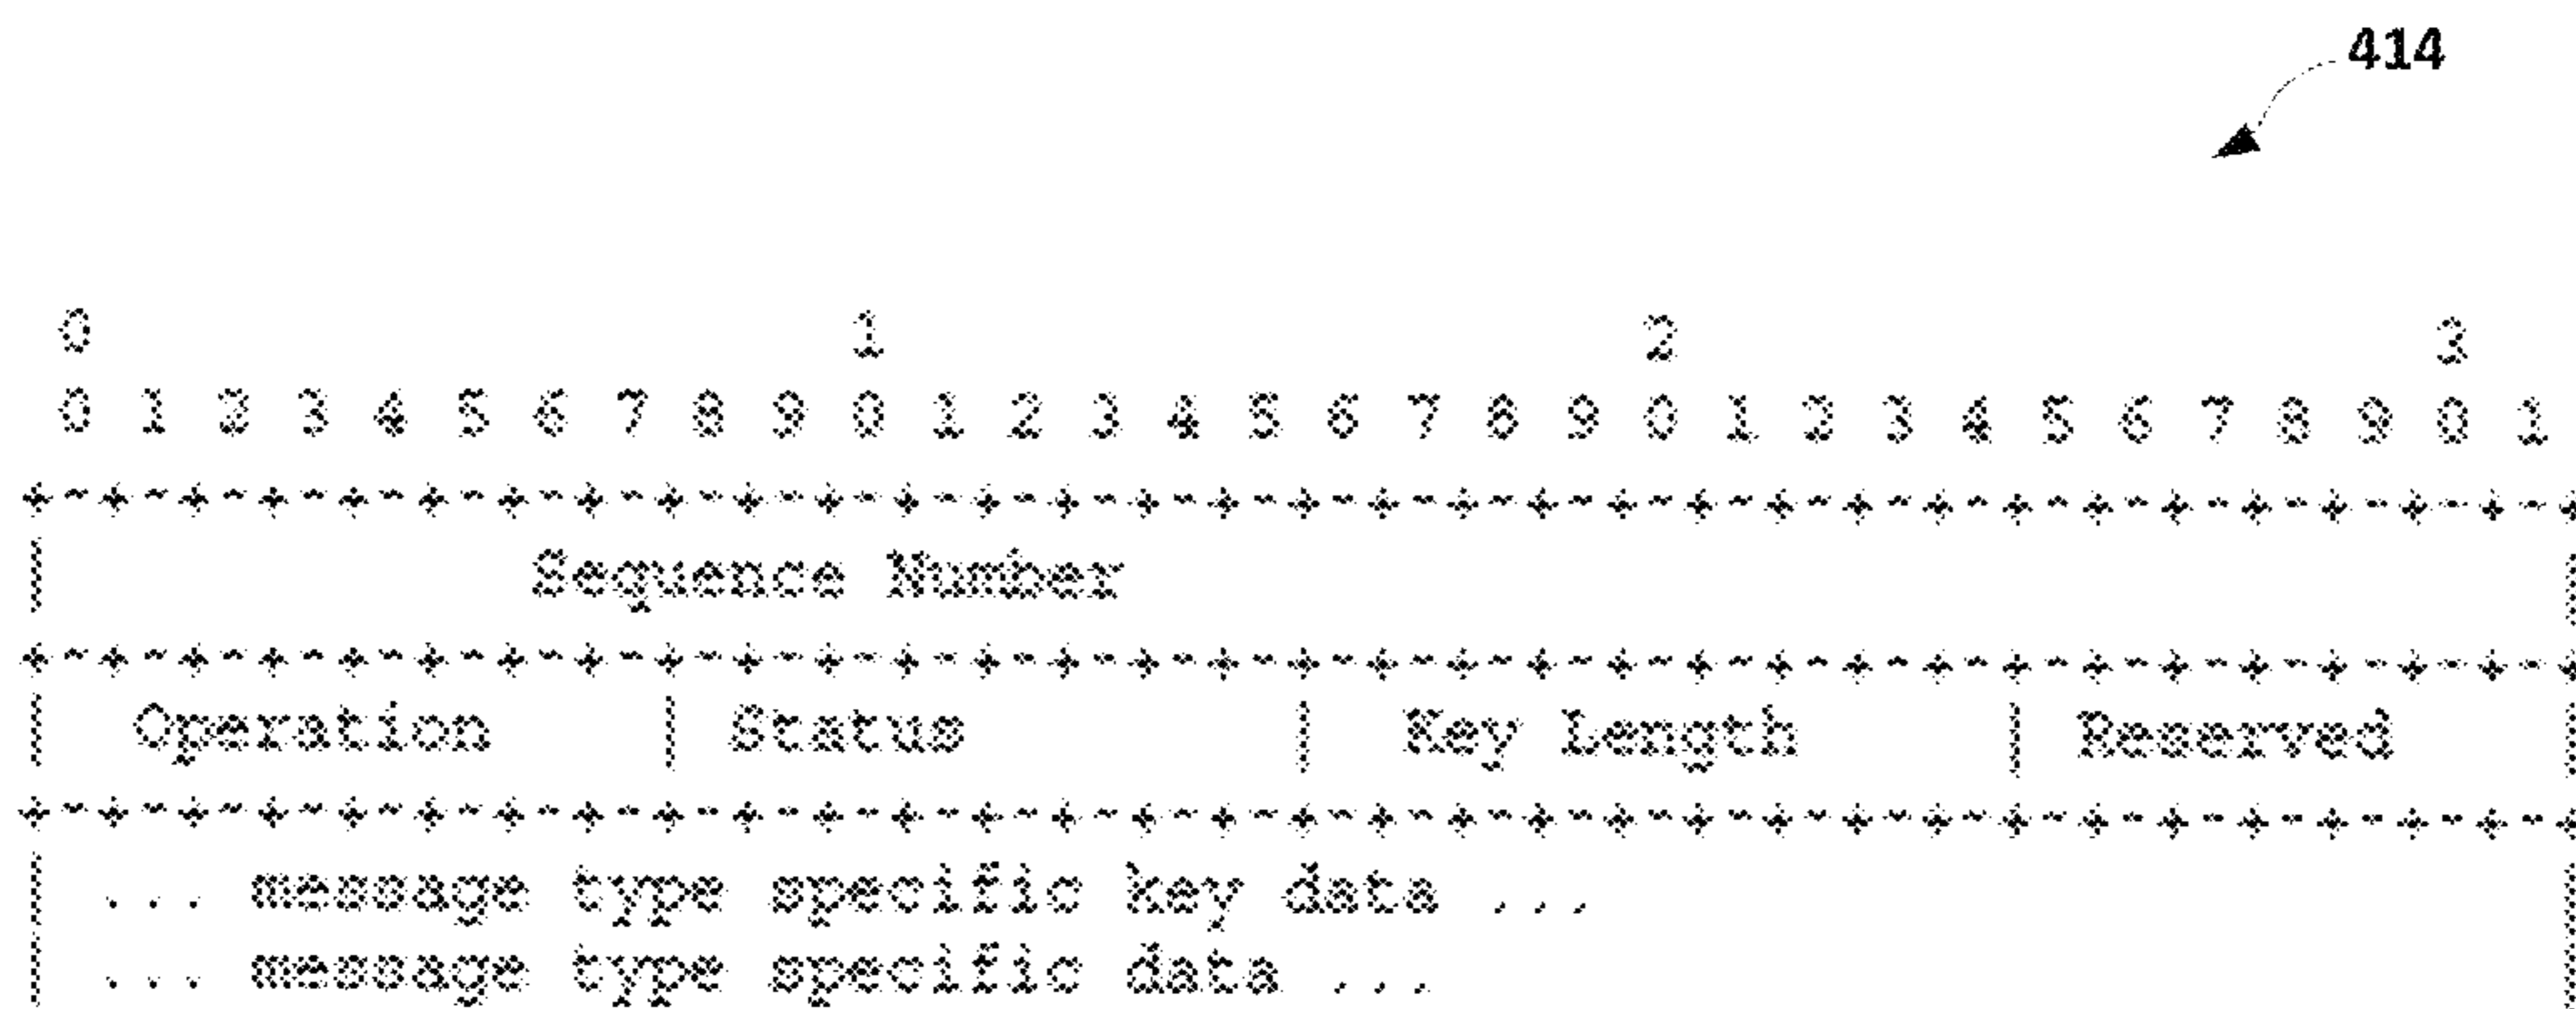 414
0                   1                   2                   3
0 1 2 3 4 5 6 7 8 9 0 1 2 3 4 5 6 7 8 9 0 1 2 3 4 5 6 7 8 9 0 1
+-+-+-+-+-+-+-+-+-+-+-+-+-+-+-+-+-+-+-+-+-+-+-+-+-+-+-+-+-+-+-+-+
|            Sequence Number                                    |
+-+-+-+-+-+-+-+-+-+-+-+-+-+-+-+-+-+-+-+-+-+-+-+-+-+-+-+-+-+-+-+-+
|  Operation    | Status        |  Key Length     | Reserved    |
+-+-+-+-+-+-+-+-+-+-+-+-+-+-+-+-+-+-+-+-+-+-+-+-+-+-+-+-+-+-+-+-+
| ... message type specific key data ...                        |
| ... message type specific data ...                            |